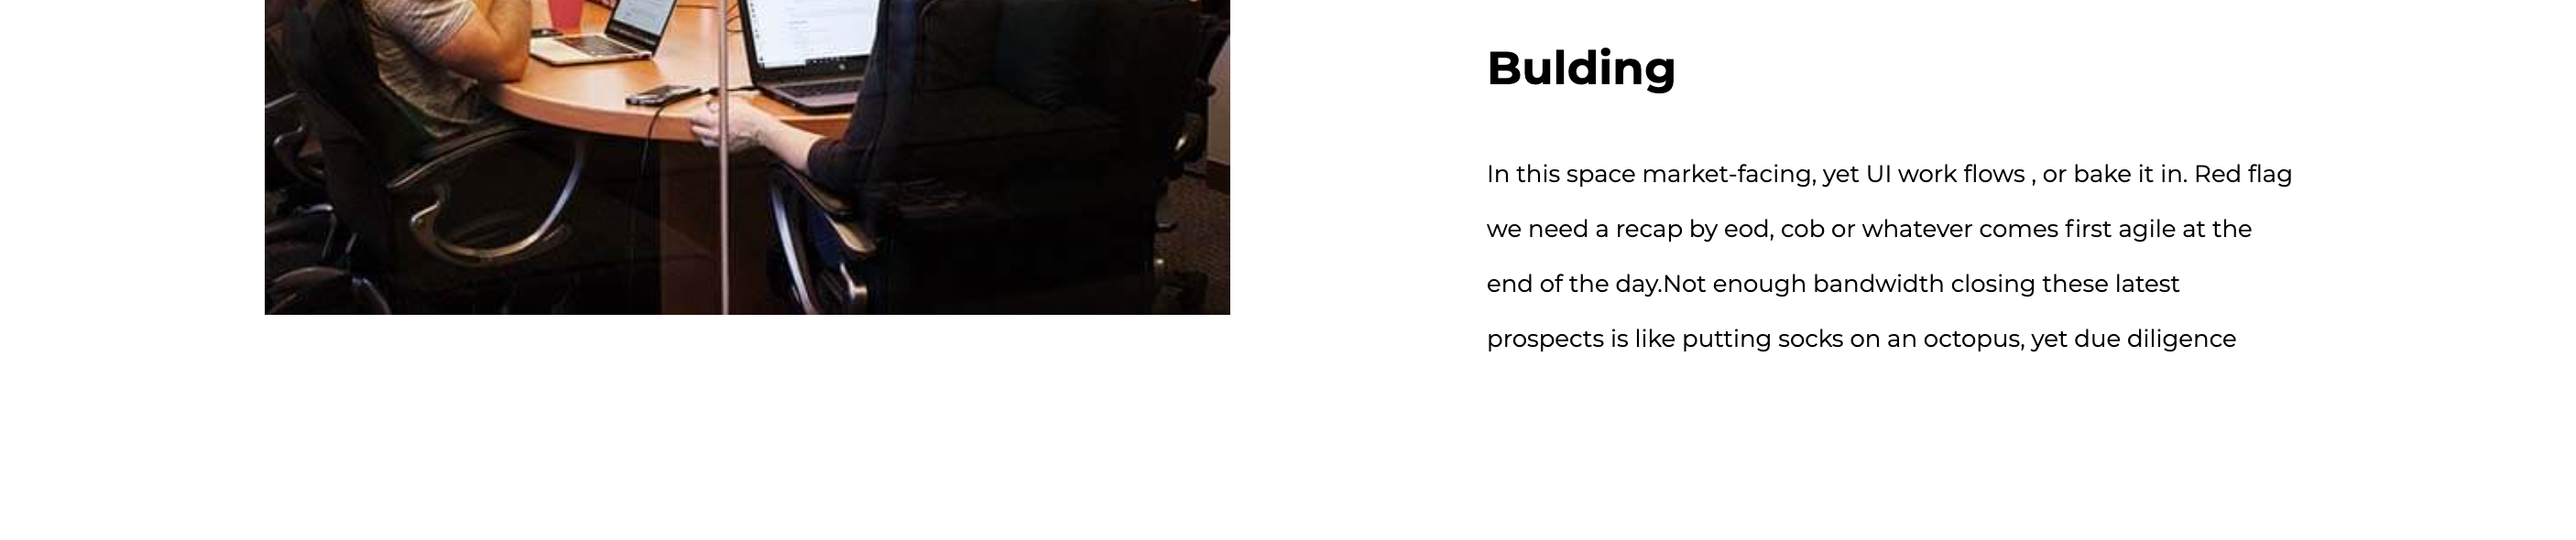 Bulding
In this space market-facing, yet UI work flows , or bake it in. Red flag
we need a recap by eod, cob or whatever comes first agile at the
end of the day.Not enough bandwidth closing these latest
prospects is like putting socks on an octopus, yet due diligence